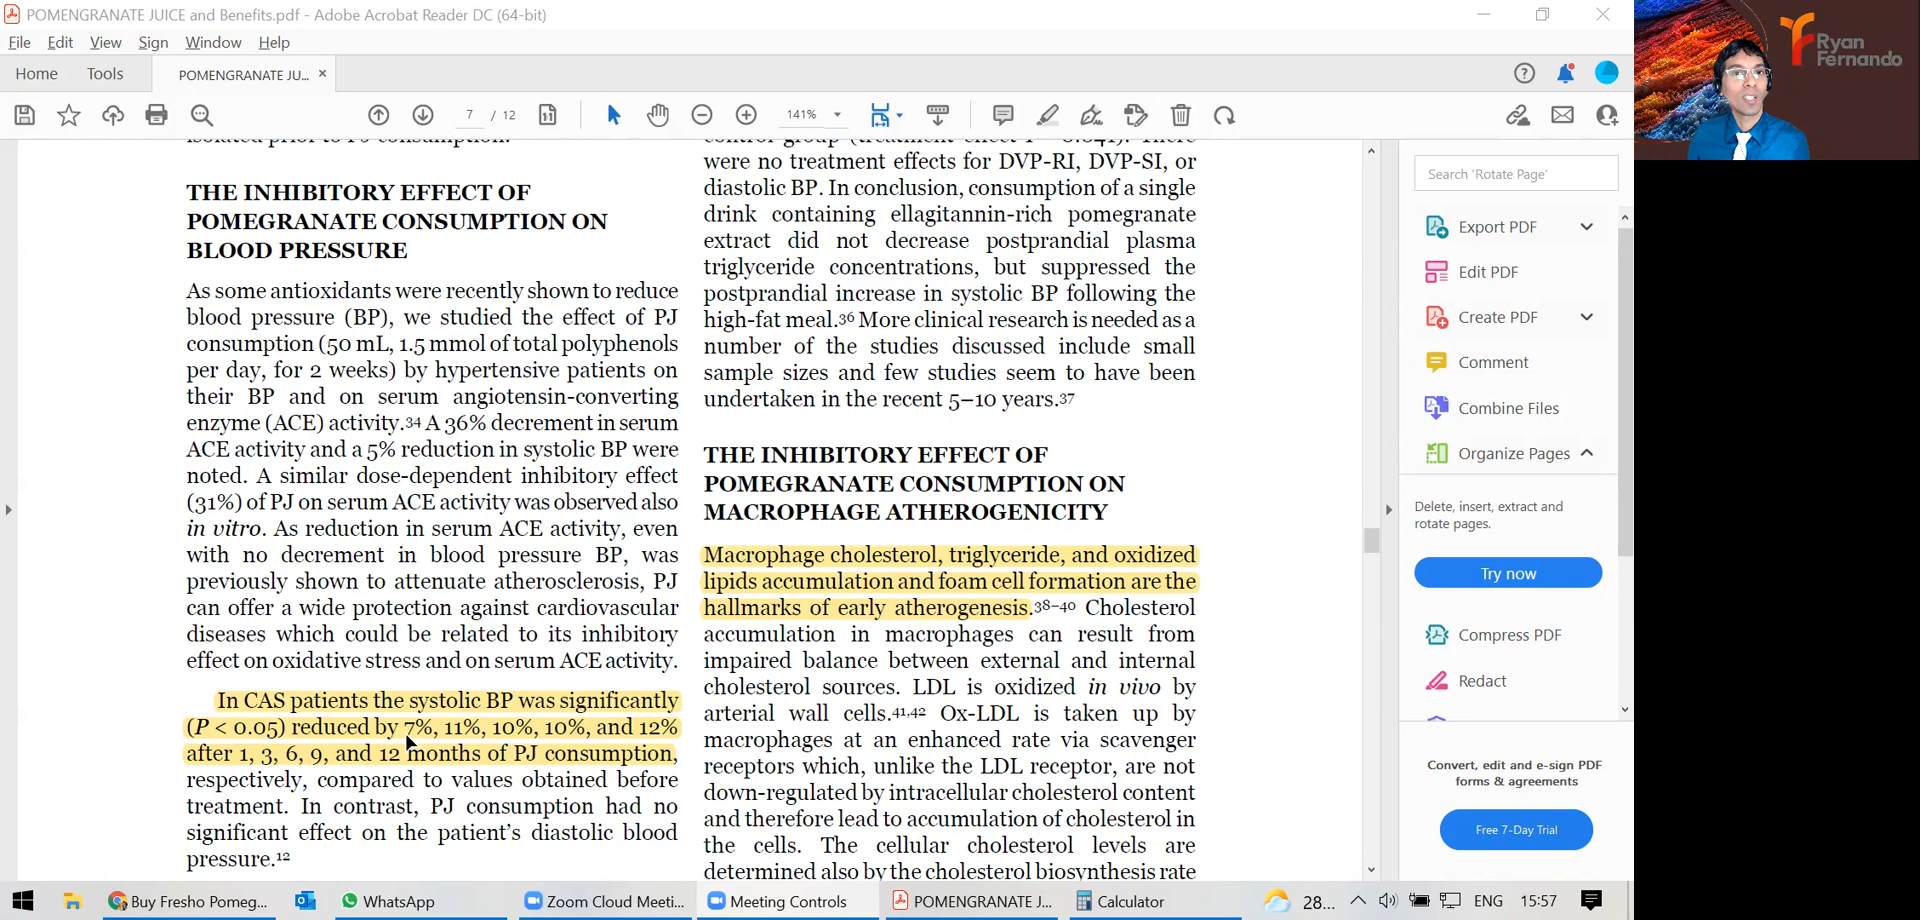 POMENGRANATE JUICE and Benefits.pdf - Adobe Acrobat Reader DC (64-bit)
File Edit View Sign Window Help
Home Tools POMENGRANATE JU... ×
7 / 12 141%
Ryan
Fernando
THE INHIBITORY EFFECT OF
POMEGRANATE CONSUMPTION ON
BLOOD PRESSURE
As some antioxidants were recently shown to reduce
blood pressure (BP), we studied the effect of PJ
consumption (50 mL, 1.5 mmol of total polyphenols
per day, for 2 weeks) by hypertensive patients on
their BP and on serum angiotensin-converting
enzyme (ACE) activity.34 A 36% decrement in serum
ACE activity and a 5% reduction in systolic BP were
noted. A similar dose-dependent inhibitory effect
(31%) of PJ on serum ACE activity was observed also
in vitro. As reduction in serum ACE activity, even
with no decrement in blood pressure BP, was
previously shown to attenuate atherosclerosis, PJ
can offer a wide protection against cardiovascular
diseases which could be related to its inhibitory
effect on oxidative stress and on serum ACE activity.
In CAS patients the systolic BP was significantly
(P < 0.05) reduced by 7%, 11%, 10%, 10%, and 12%
after 1, 3, 6, 9, and 12 months of PJ consumption,
respectively, compared to values obtained before
treatment. In contrast, PJ consumption had no
significant effect on the patient's diastolic blood
pressure.12
were no treatment effects for DVP-RI, DVP-SI, or
diastolic BP. In conclusion, consumption of a single
drink containing ellagitannin-rich pomegranate
extract did not decrease postprandial plasma
triglyceride concentrations, but suppressed the
postprandial increase in systolic BP following the
high-fat meal.36 More clinical research is needed as a
number of the studies discussed include small
sample sizes and few studies seem to have been
undertaken in the recent 5–10 years.37
THE INHIBITORY EFFECT OF
POMEGRANATE CONSUMPTION ON
MACROPHAGE ATHEROGENICITY
Macrophage cholesterol, triglyceride, and oxidized
lipids accumulation and foam cell formation are the
hallmarks of early atherogenesis.38–40 Cholesterol
accumulation in macrophages can result from
impaired balance between external and internal
cholesterol sources. LDL is oxidized in vivo by
arterial wall cells.41,42 Ox-LDL is taken up by
macrophages at an enhanced rate via scavenger
receptors which, unlike the LDL receptor, are not
down-regulated by intracellular cholesterol content
and therefore lead to accumulation of cholesterol in
the cells. The cellular cholesterol levels are
determined also by the cholesterol biosynthesis rate
Search 'Rotate Page'
Export PDF
Edit PDF
Create PDF
Comment
Combine Files
Organize Pages
Delete, insert, extract and
rotate pages.
Try now
Compress PDF
Redact
Convert, edit and e-sign PDF
forms & agreements
Free 7-Day Trial
Buy Fresho Pomeg... WhatsApp Zoom Cloud Meeti... Meeting Controls POMENGRANATE J... Calculator 28... ENG 15:57